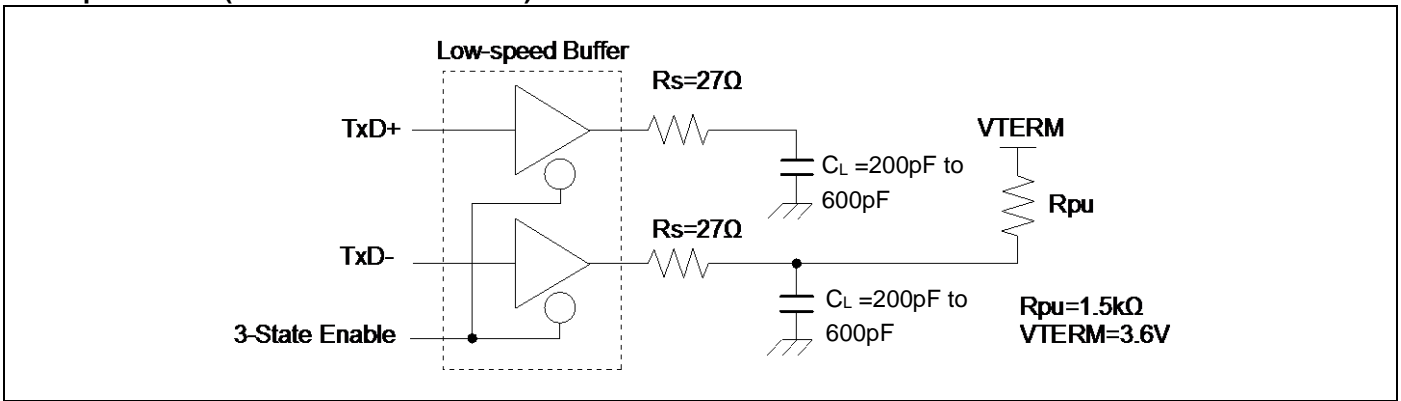 Low-speed Buffer
Rs=27Ω
TxD+
VTERM
CL =200pF to
600pF
Rpu
Rs=27Ω
TxD-
CL =200pF to
600pF
Rpu=1.5kΩ
VTERM=3.6V
3-State Enable